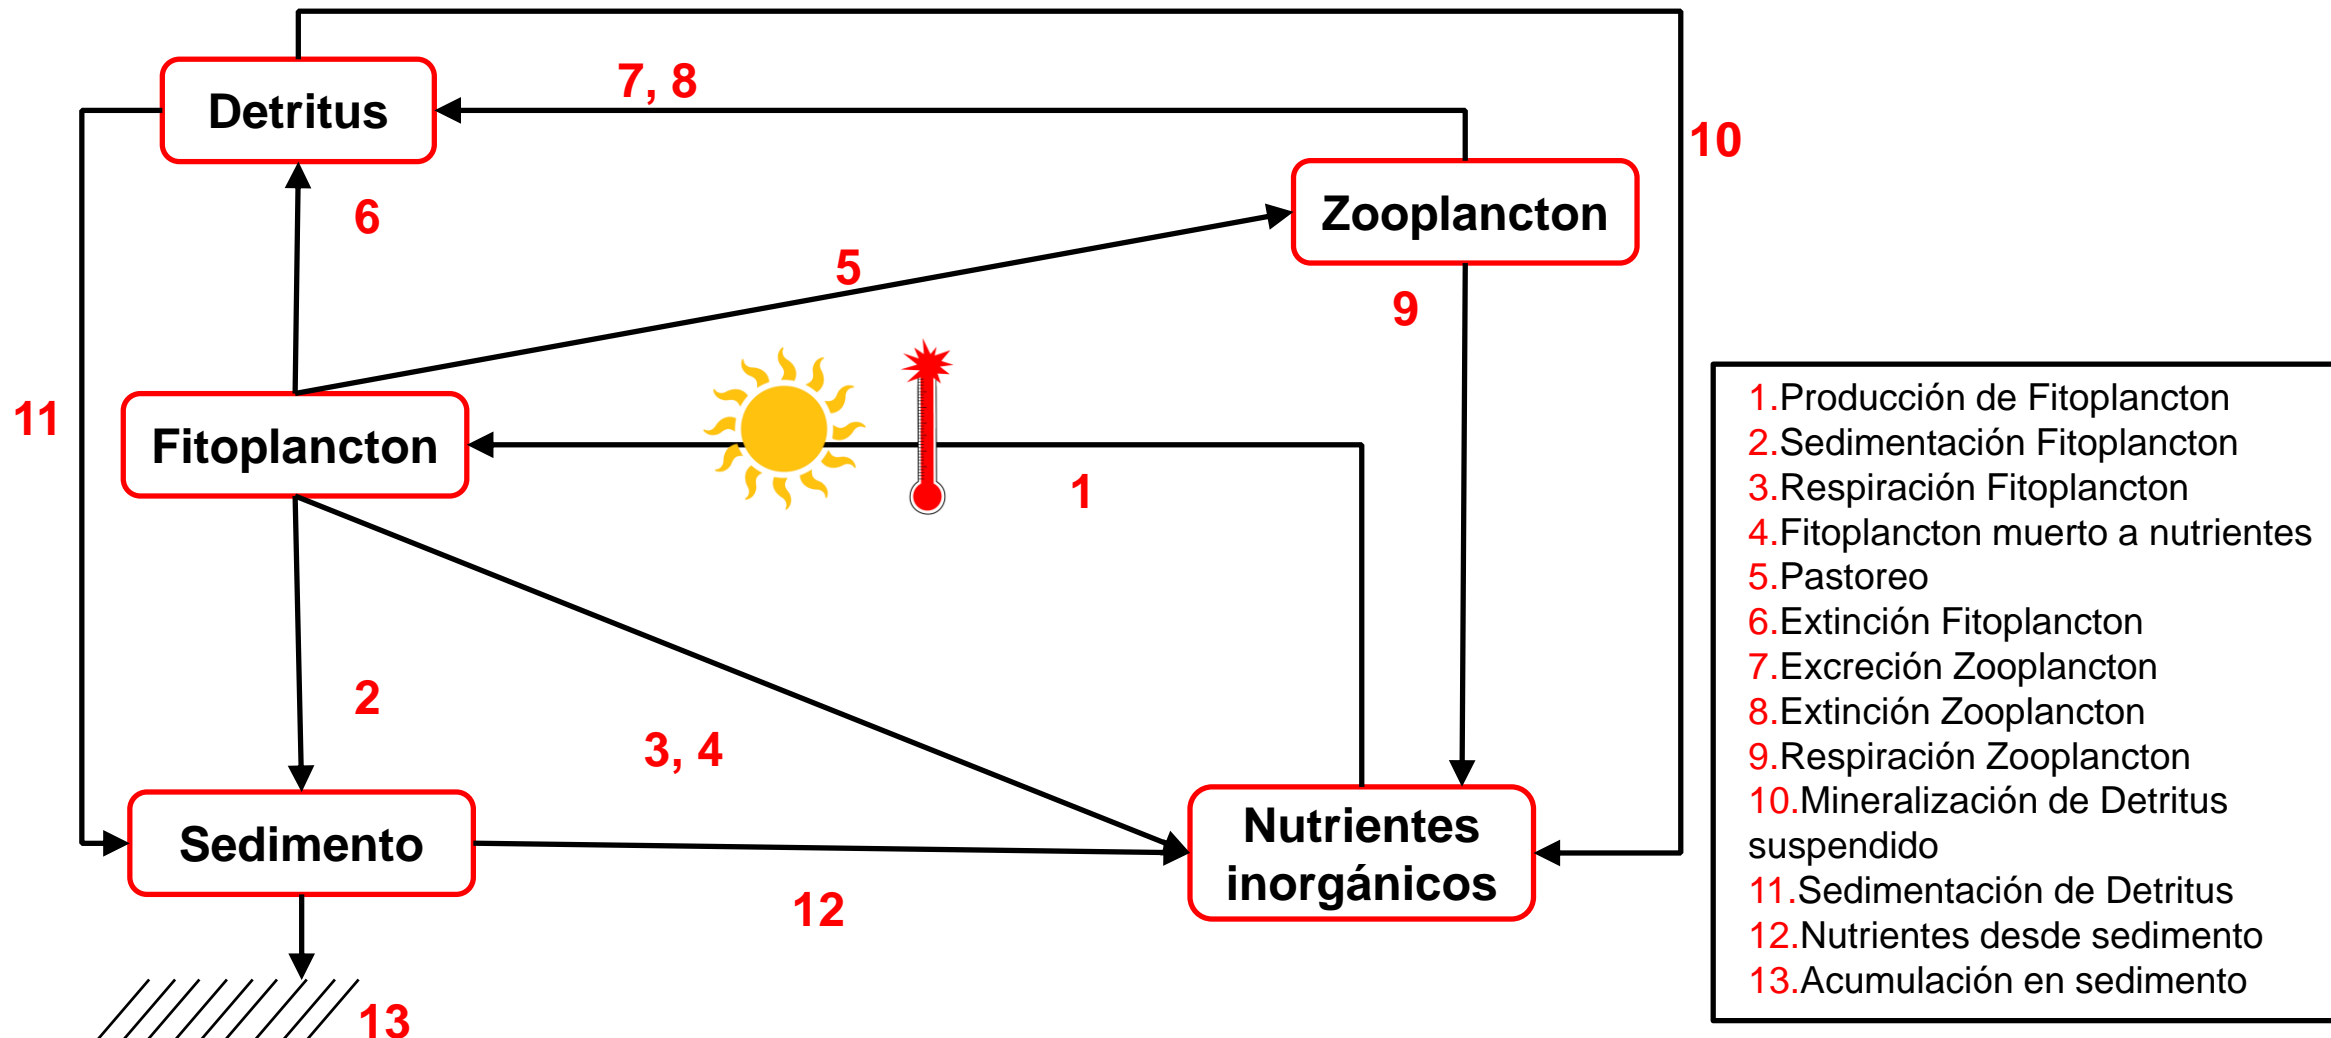 7, 8
Detritus
10
6
Zooplancton
5
9
11
Fitoplancton
1
2
3, 4
Sedimento
Nutrientes
inorgánicos
12
13
1.Producción de Fitoplancton
2.Sedimentación Fitoplancton
3.Respiración Fitoplancton
4.Fitoplancton muerto a nutrientes
5.Pastoreo
6.Extinción Fitoplancton
7.Excreción Zooplancton
8.Extinción Zooplancton
9.Respiración Zooplancton
10.Mineralización de Detritus
suspendido
11.Sedimentación de Detritus
12.Nutrientes desde sedimento
13.Acumulación en sedimento